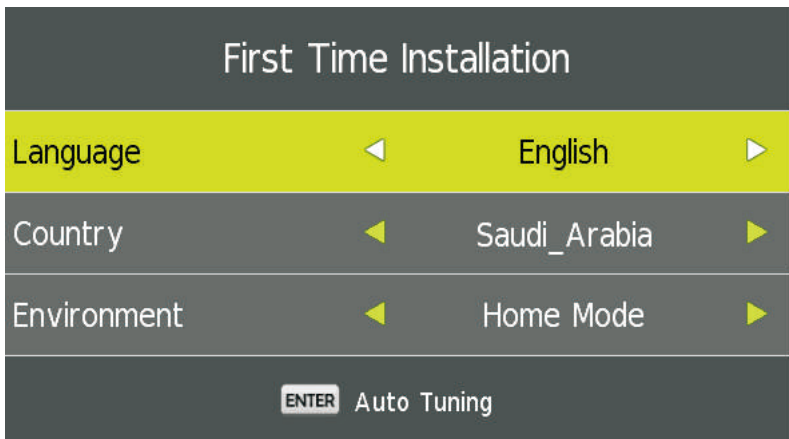 First Time Installation
Language English
Country Saudi_Arabia
Environment Home Mode
ENTER Auto Tuning